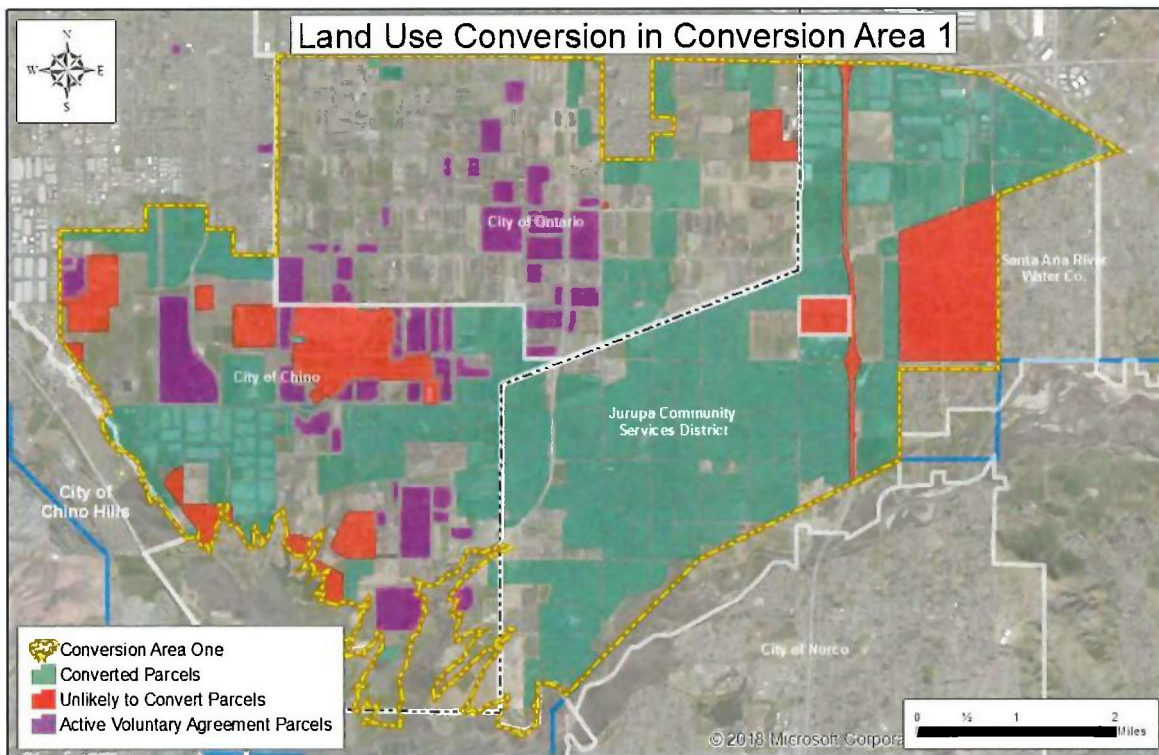 Land Use Conversion in Conversion Area 1
N
W
E
S
City of Ontario
Santa Ana River
Water Co.
City of Chino
Jurupa Community
Services District
City of
Chino Hills
City of Norco
Conversion Area One
Converted Parcels
Unlikely to Convert Parcels
Active Voluntary Agreement Parcels
0 ½ 1 2
Miles
© 2018 Microsoft Corpora